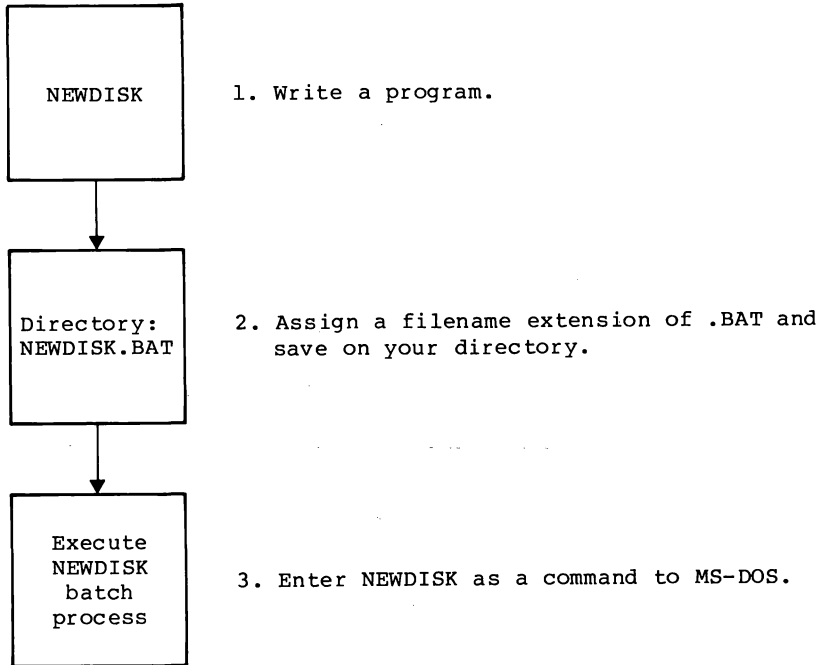 NEWDISK
1. Write a program.
Directory:
NEWDISK.BAT
2. Assign a filename extension of .BAT and
save on your directory.
Execute
NEWDISK
batch
process
3. Enter NEWDISK as a command to MS-DOS.